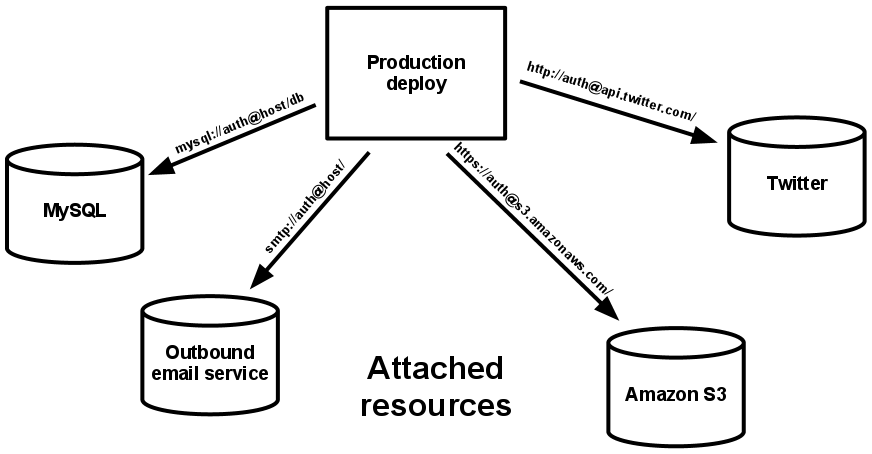 Production
deploy
http://auth@api.twitter.com/
mysql://auth@host/db
https://auth@s3.amazonaws.com/
smtp://auth@host/
Twitter
MySQL
Outbound
email service
Attached
resources
Amazon S3